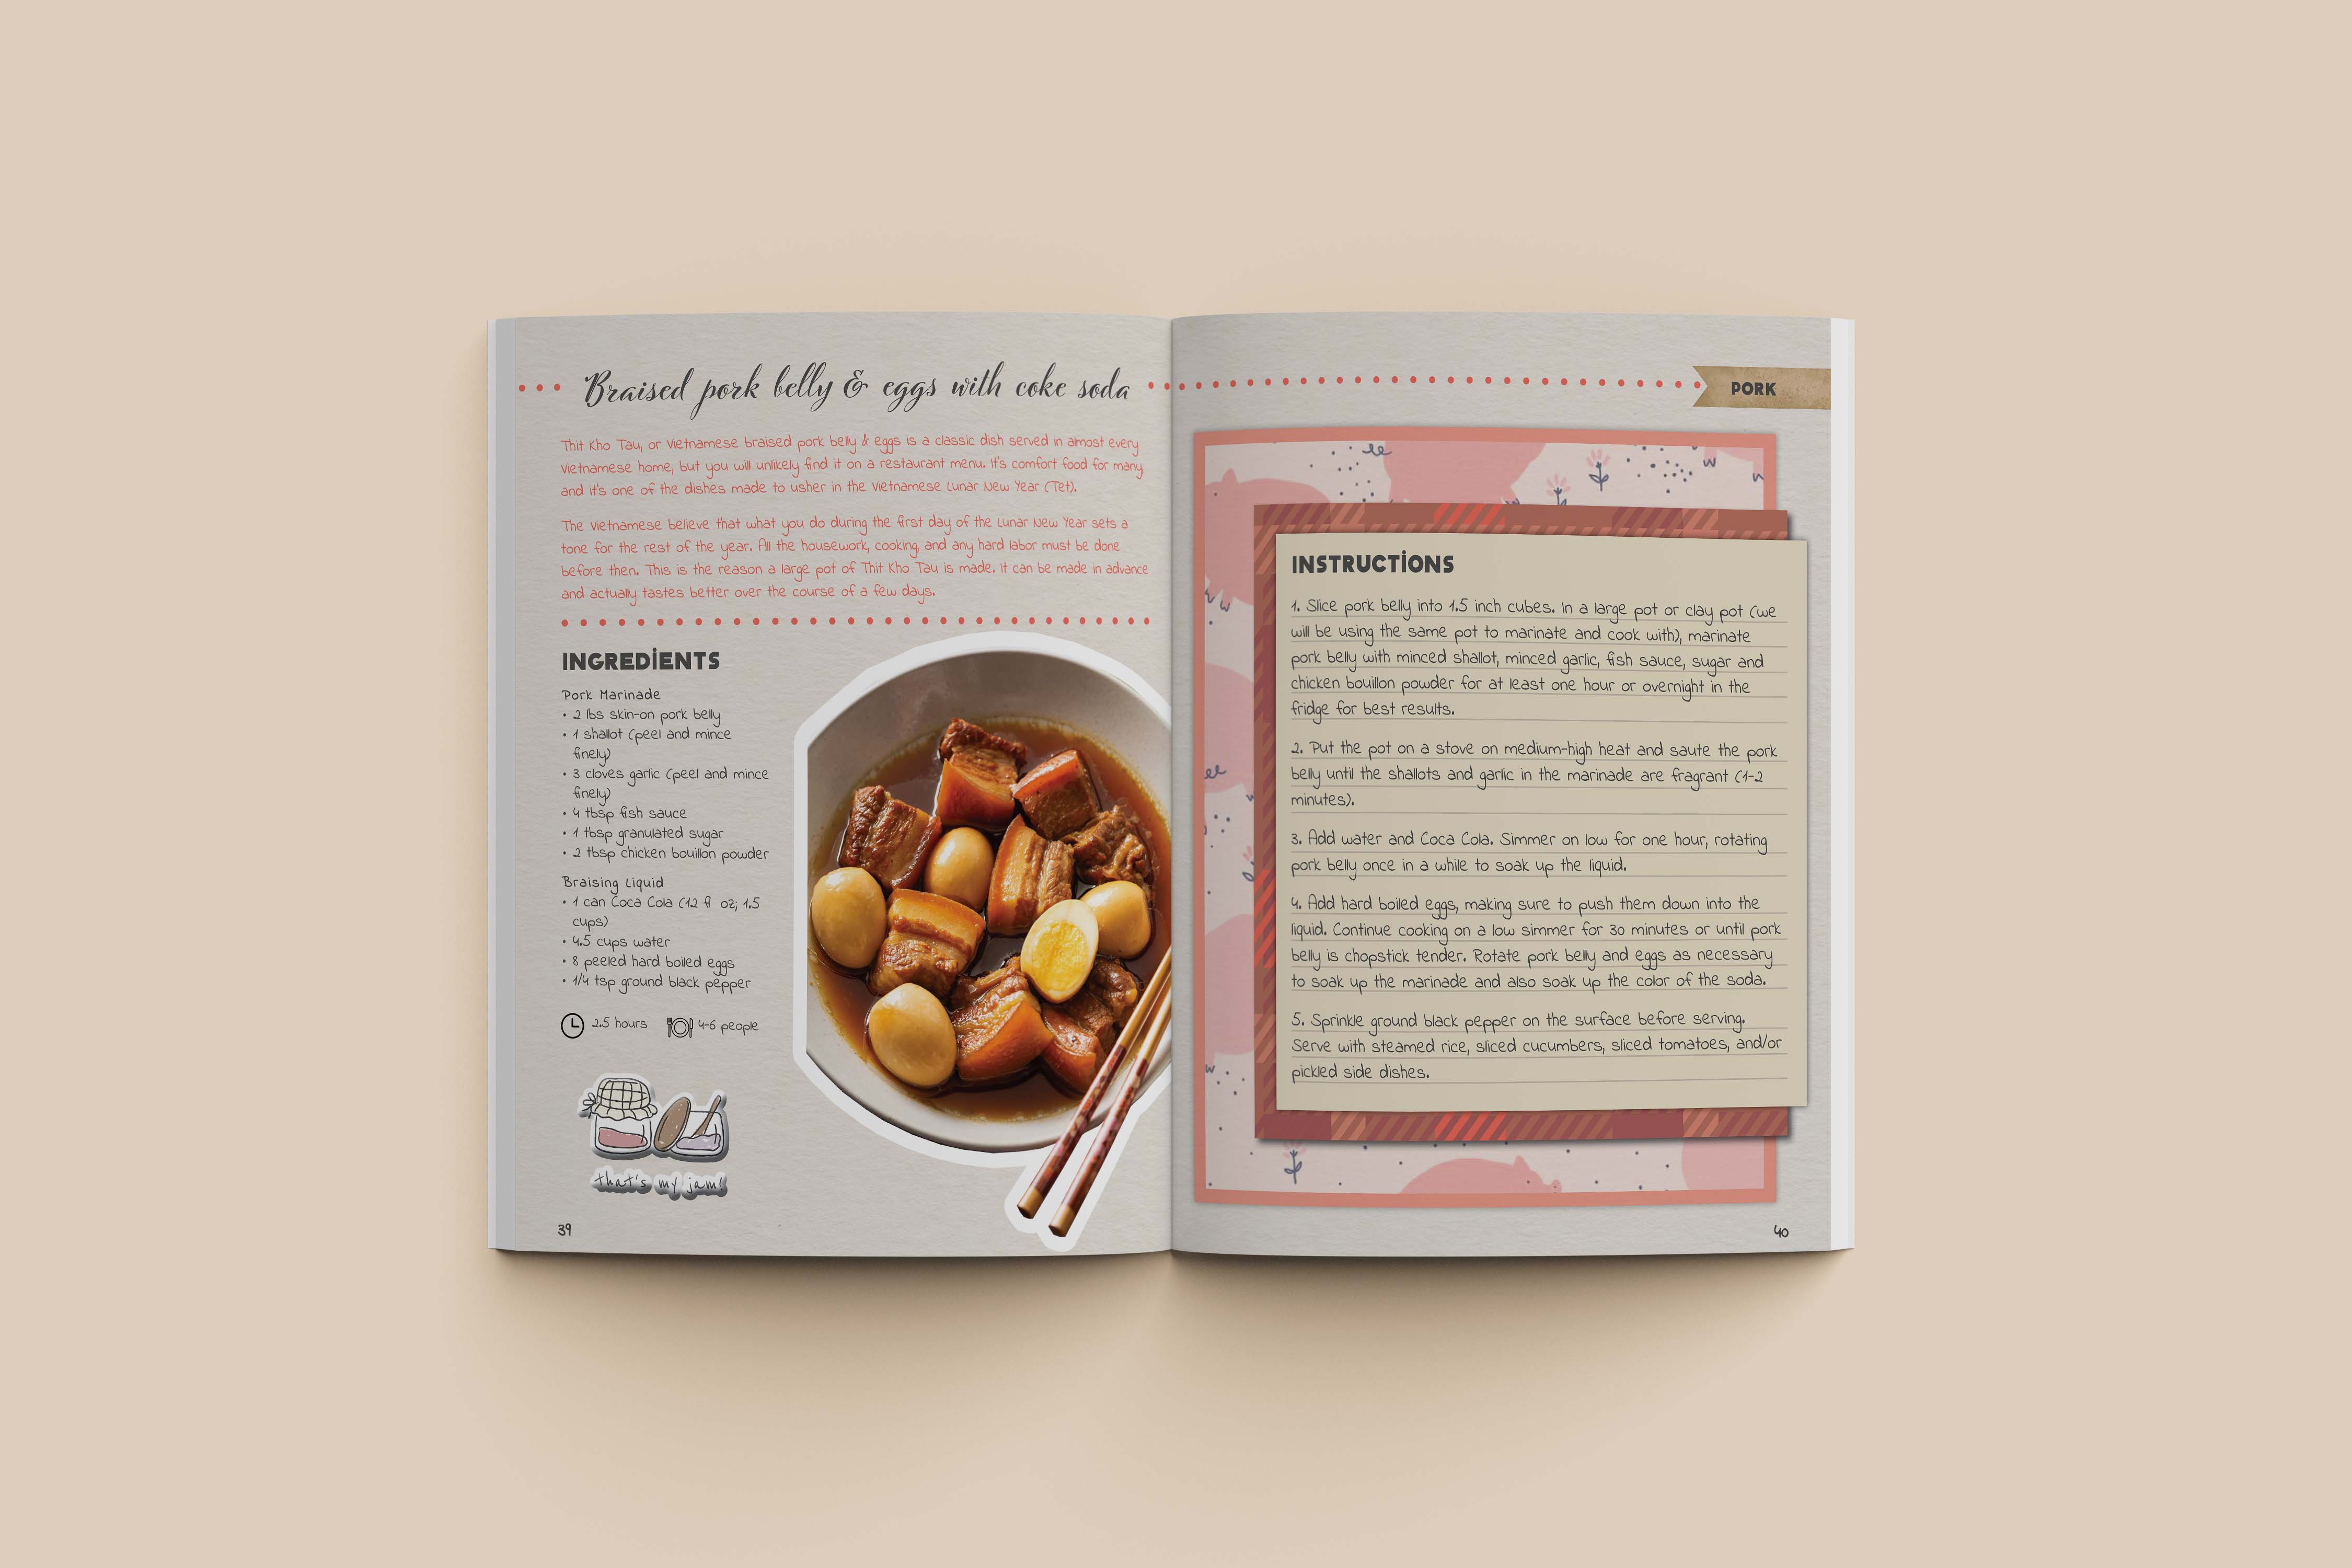 Braised pork belly & eggs with coke soda
Thit Kho Tau, or Vietnamese braised pork belly & eggs is a classic dish served in almost every
Vietnamese home, but you will unlikely find it on a restaurant menu. It's comfort food for many,
and it's one of the dishes made to usher in the Vietnamese Lunar New Year (Tet).
The Vietnamese believe that what you do during the first day of the Lunar New Year sets a
tone for the rest of the year. All the housework, cooking, and any hard labor must be done
before then. This is the reason a large pot of Thit Kho Tau is made. It can be made in advance
and actually tastes better over the course of a few days.
INGREDIENTS
Pork Marinade
• 2 lbs skin-on pork belly
• 1 shallot (peel and mince
finely)
• 3 cloves garlic (peel and mince
finely)
• 4 tbsp fish sauce
• 1 tbsp granulated sugar
• 2 tbsp chicken bouillon powder
Braising Liquid
• 1 can Coca Cola (12 fl oz; 1.5
cups)
• 4.5 cups water
• 8 peeled hard boiled eggs
• 1/4 tsp ground black pepper
2.5 hours 4-6 people
that's my jam!
39
PORK
INSTRUCTIONS
1. Slice pork belly into 1.5 inch cubes. In a large pot or clay pot (we
will be using the same pot to marinate and cook with), marinate
pork belly with minced shallot, minced garlic, fish sauce, sugar and
chicken bouillon powder for at least one hour or overnight in the
fridge for best results.
2. Put the pot on a stove on medium-high heat and saute the pork
belly until the shallots and garlic in the marinade are fragrant (1-2
minutes).
3. Add water and Coca Cola. Simmer on low for one hour, rotating
pork belly once in a while to soak up the liquid.
4. Add hard boiled eggs, making sure to push them down into the
liquid. Continue cooking on a low simmer for 30 minutes or until pork
belly is chopstick tender. Rotate pork belly and eggs as necessary
to soak up the marinade and also soak up the color of the soda.
5. Sprinkle ground black pepper on the surface before serving.
Serve with steamed rice, sliced cucumbers, sliced tomatoes, and/or
pickled side dishes.
40